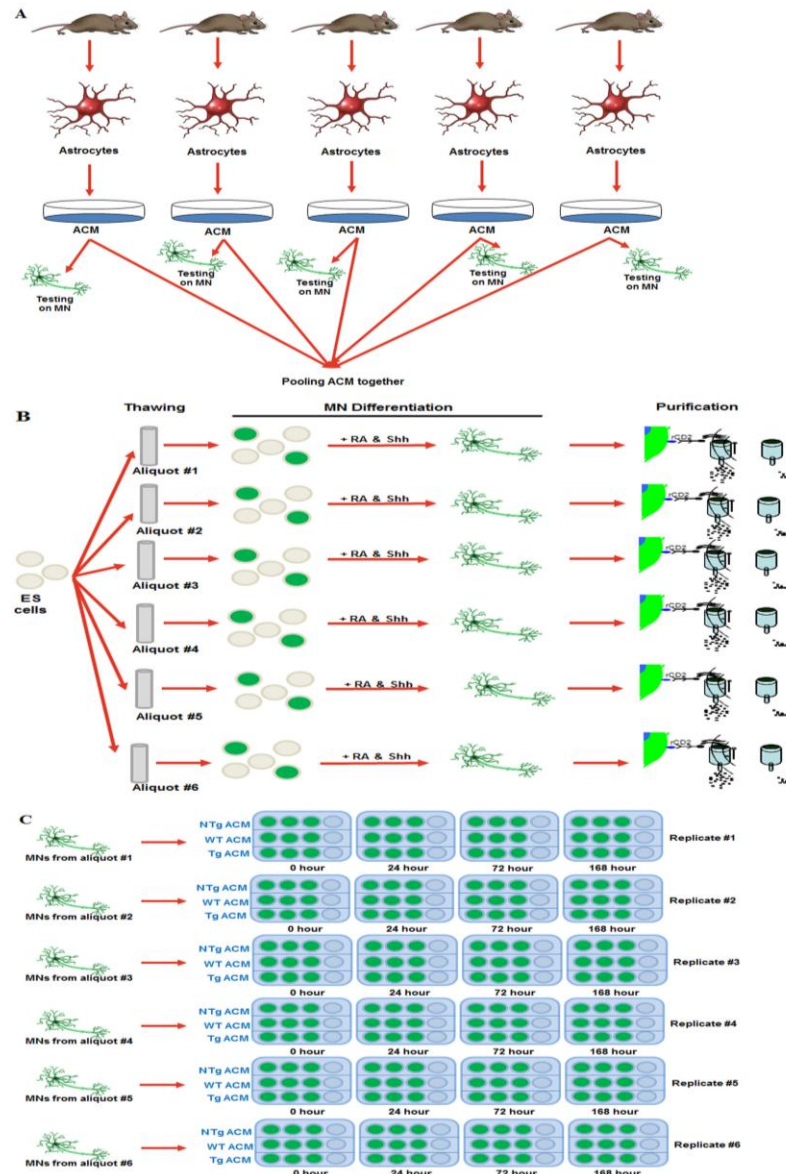 A
Astrocytes Astrocytes Astrocytes Astrocytes Astrocytes
ACM ACM ACM ACM ACM
Testing
on MN
Testing
on MN
Testing
on MN
Testing
on MN
Testing
on MN
Pooling ACM together
B
Thawing MN Differentiation Purification
ES
cells
Aliquot #1
+ RA & Shh
Aliquot #2
+ RA & Shh
Aliquot #3
+ RA & Shh
Aliquot #4
+ RA & Shh
Aliquot #5
+ RA & Shh
Aliquot #6
+ RA & Shh
C
MNs from aliquot #1
NTg ACM
WT ACM
Tg ACM
0 hour 24 hour 72 hour 168 hour
Replicate #1
MNs from aliquot #2
NTg ACM
WT ACM
Tg ACM
0 hour 24 hour 72 hour 168 hour
Replicate #2
MNs from aliquot #3
NTg ACM
WT ACM
Tg ACM
0 hour 24 hour 72 hour 168 hour
Replicate #3
MNs from aliquot #4
NTg ACM
WT ACM
Tg ACM
0 hour 24 hour 72 hour 168 hour
Replicate #4
MNs from aliquot #5
NTg ACM
WT ACM
Tg ACM
0 hour 24 hour 72 hour 168 hour
Replicate #5
MNs from aliquot #6
NTg ACM
WT ACM
Tg ACM
0 hour 24 hour 72 hour 168 hour
Replicate #6